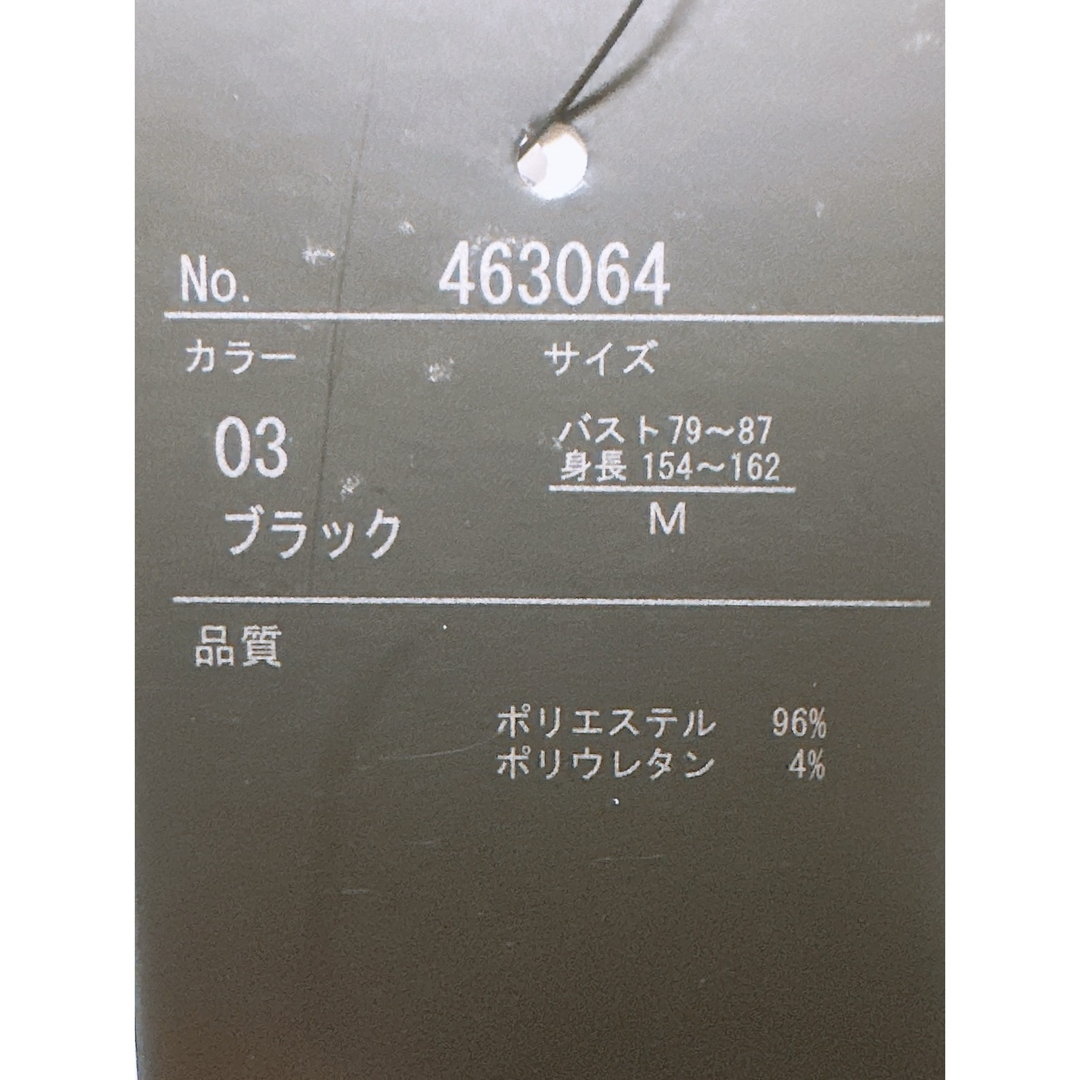 No. 463064
カラー サイズ
03
ブラック
バスト79〜87
身長 154〜162
M
品質
ポリエステル 96%
ポリウレタン 4%